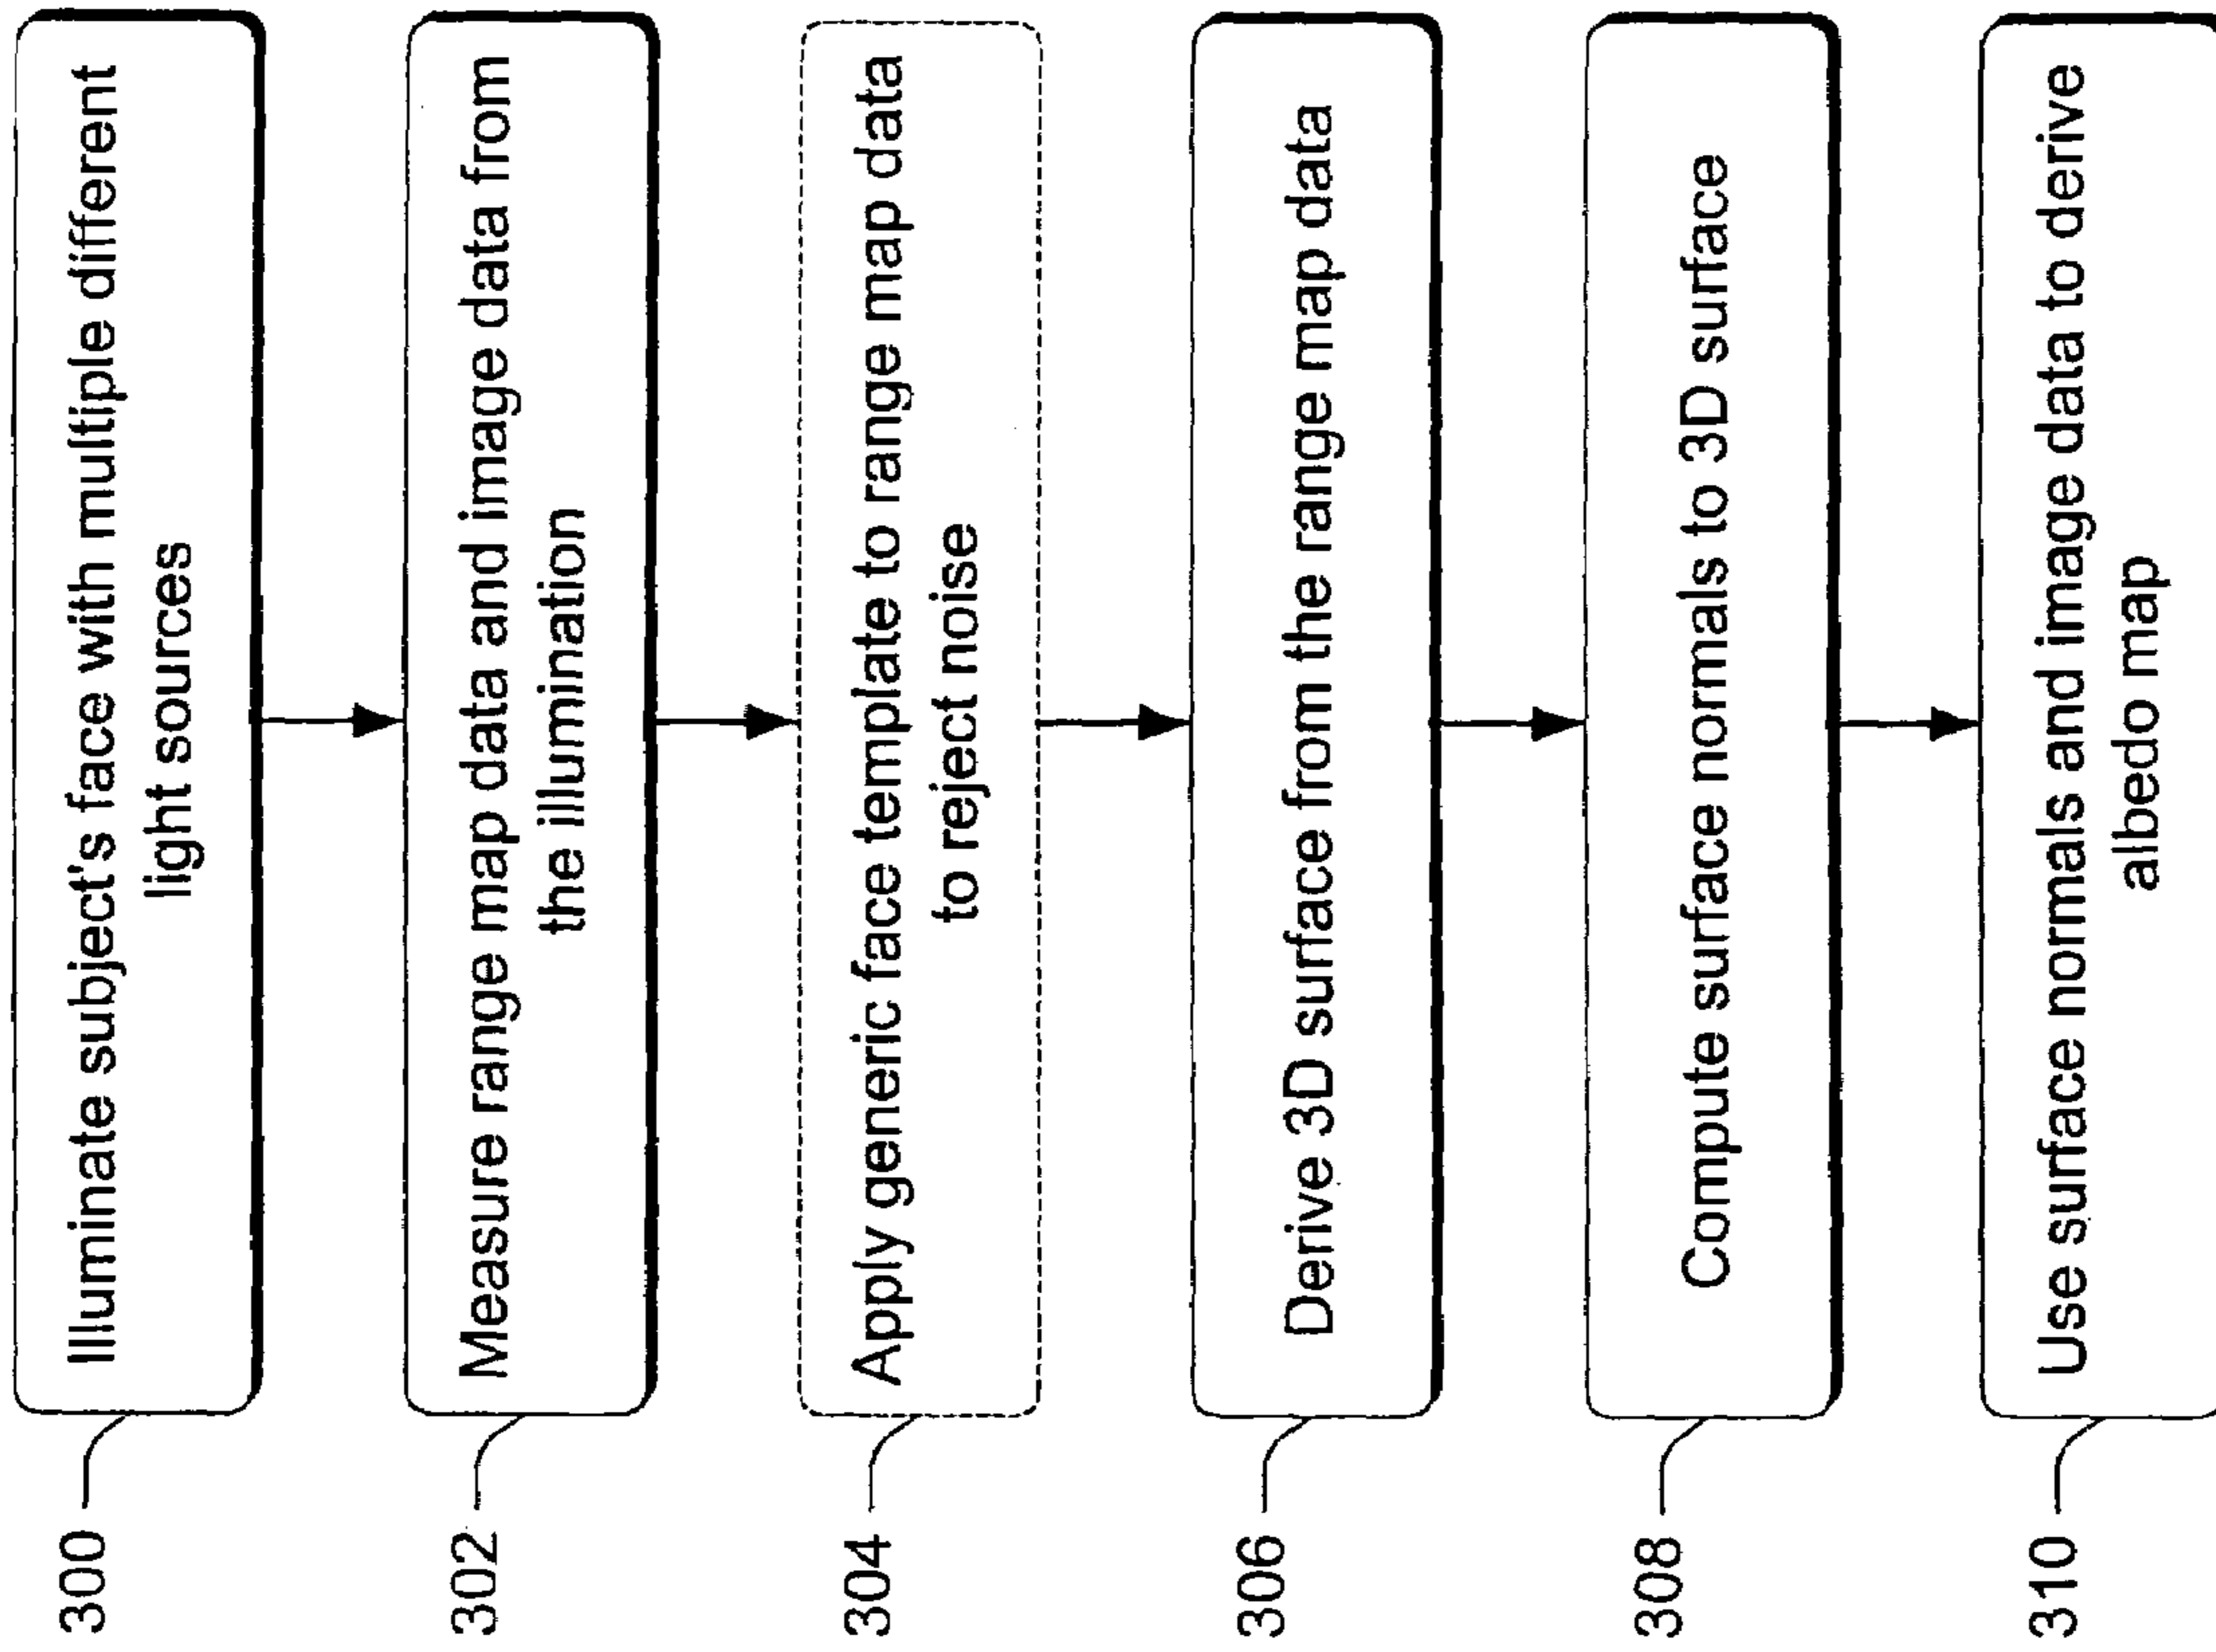 300
Illuminate subject's face with multiple different
light sources
302
Measure range map data and image data from
the illumination
304
Apply generic face template to range map data
to reject noise
306
Derive 3D surface from the range map data
308
Compute surface normals to 3D surface
310
Use surface normals and image data to derive
albedo map